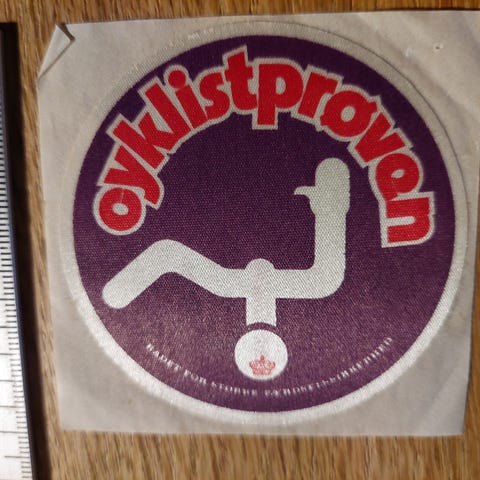 cyklistprøven
RÅDET FOR STØRRE FÆRDSELSSIKKERHED